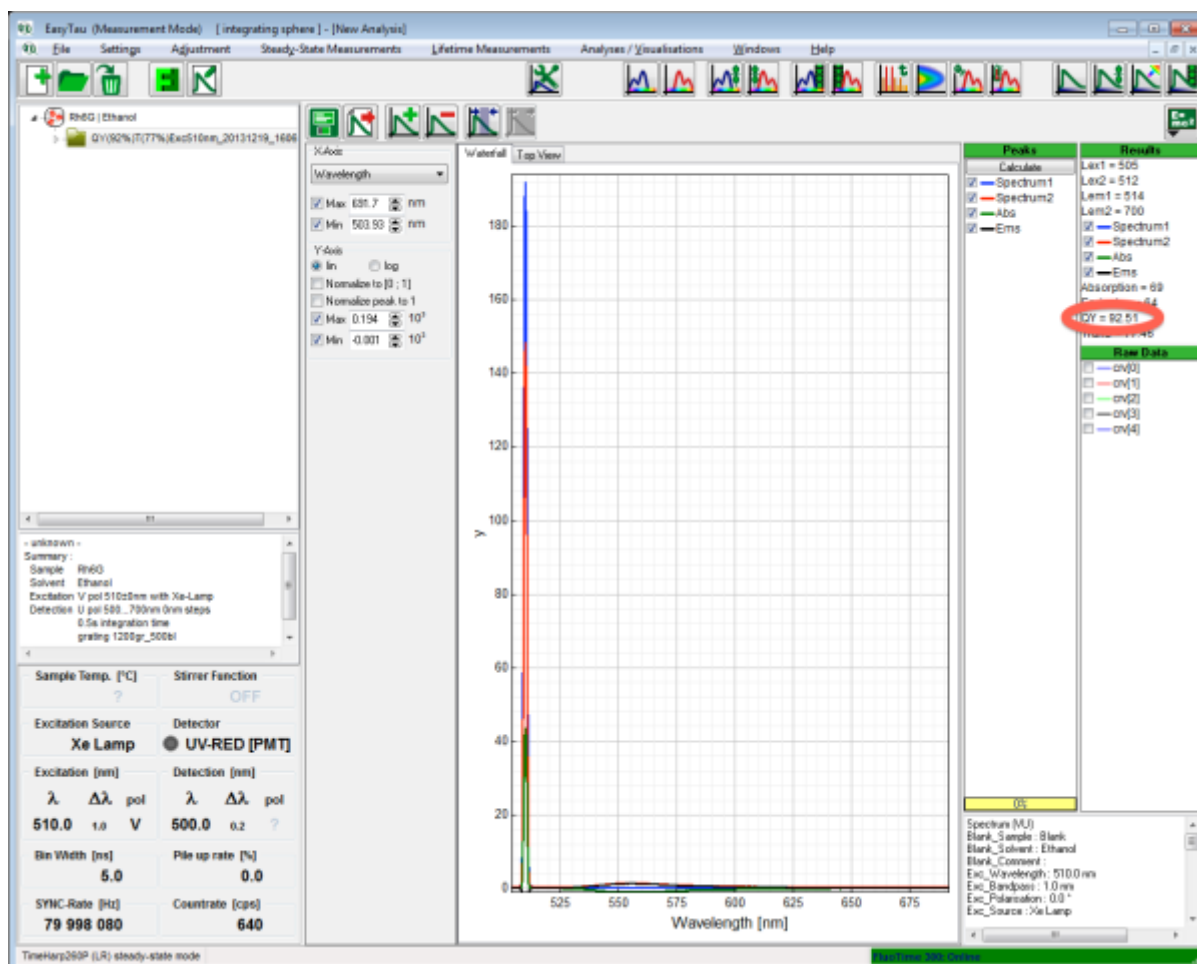 EasyTau (Measurement Mode) [ integrating sphere ] - [New Analysis]
File Settings Adjustment Steady-State Measurements Lifetime Measurements Analyses / Visualisations Windows Help
Rh6G | Ethanol
QY(92%)T(77%)Exc510nm_20131219_1606
X-Axis
Wavelength
Max 691.7 nm
Min 503.93 nm
Y-Axis
lin log
Normalize to [0 ; 1]
Normalize peak to 1
Max 0.194 10³
Min -0.001 10³
Waterfall Top View
180
160
140
120
100
80
60
40
20
0
y
525 550 575 600 625 650 675
Wavelength [nm]
Peaks
Calculate
Spectrum1
Spectrum2
Abs
Ems
0%
Results
Lex1 = 505
Lex2 = 512
Lem1 = 514
Lem2 = 700
Spectrum1
Spectrum2
Abs
Ems
Absorption = 69
QY = 92.51
Raw Data
crv[0]
crv[1]
crv[2]
crv[3]
crv[4]
- unknown -
Summary :
Sample Rh6G
Solvent Ethanol
Excitation V pol 510±0nm with Xe-Lamp
Detection U pol 500...700nm 0nm steps
0.5s integration time
grating 1200gr_500bl
Sample Temp. [°C] Stirrer Function
? OFF
Excitation Source Detector
Xe Lamp UV-RED [PMT]
Excitation [nm] Detection [nm]
λ Δλ pol λ Δλ pol
510.0 1.0 V 500.0 0.2 ?
Bin Width [ns] Pile up rate [%]
5.0 0.0
SYNC-Rate [Hz] Countrate [cps]
79 998 080 640
Spectrum (VU)
Blank_Sample : Blank
Blank_Solvent : Ethanol
Blank_Comment :
Exc_Wavelength : 510.0 nm
Exc_Bandpass : 1.0 nm
Exc_Polarisation : 0.0 °
Exc_Source : Xe Lamp
TimeHarp260P (LR) steady-state mode
FluoTime 300: Online